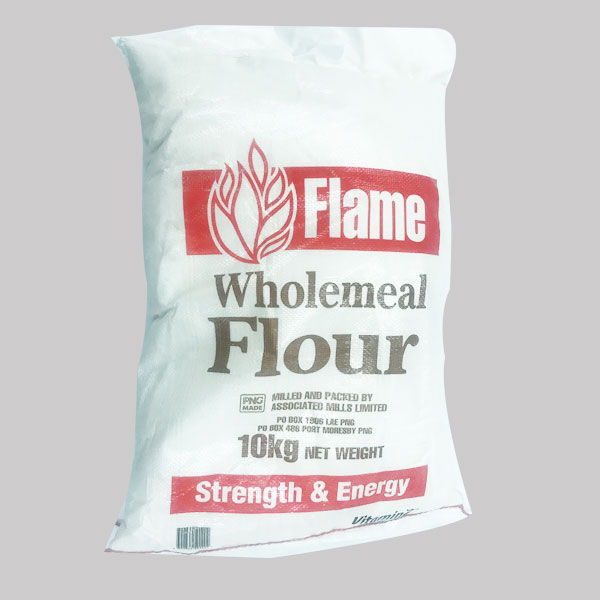 Flame
Wholemeal
Flour
PNG
MADE
MILLED AND PACKED BY
ASSOCIATED MILLS LIMITED
PO BOX 1906 LAE PNG
PO BOX 486 PORT MORESBY PNG
10kg NET WEIGHT
Strength & Energy